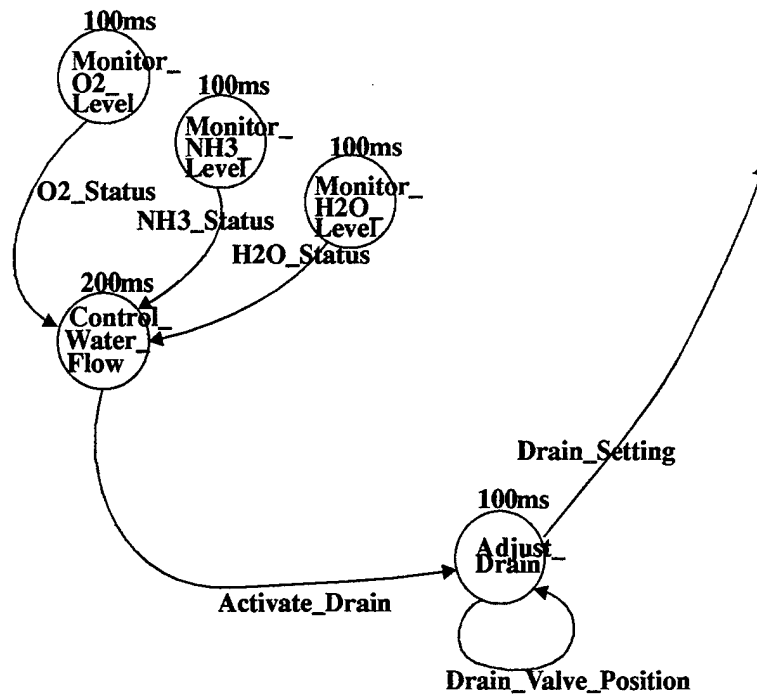 100ms
Monitor_
O2_
Level
100ms
Monitor_
NH3_
Level
100ms
Monitor_
H2O_
Level
O2_Status
NH3_Status
H2O_Status
200ms
Control_
Water_
Flow
Drain_Setting
100ms
Adjust_
Drain
Activate_Drain
Drain_Valve_Position